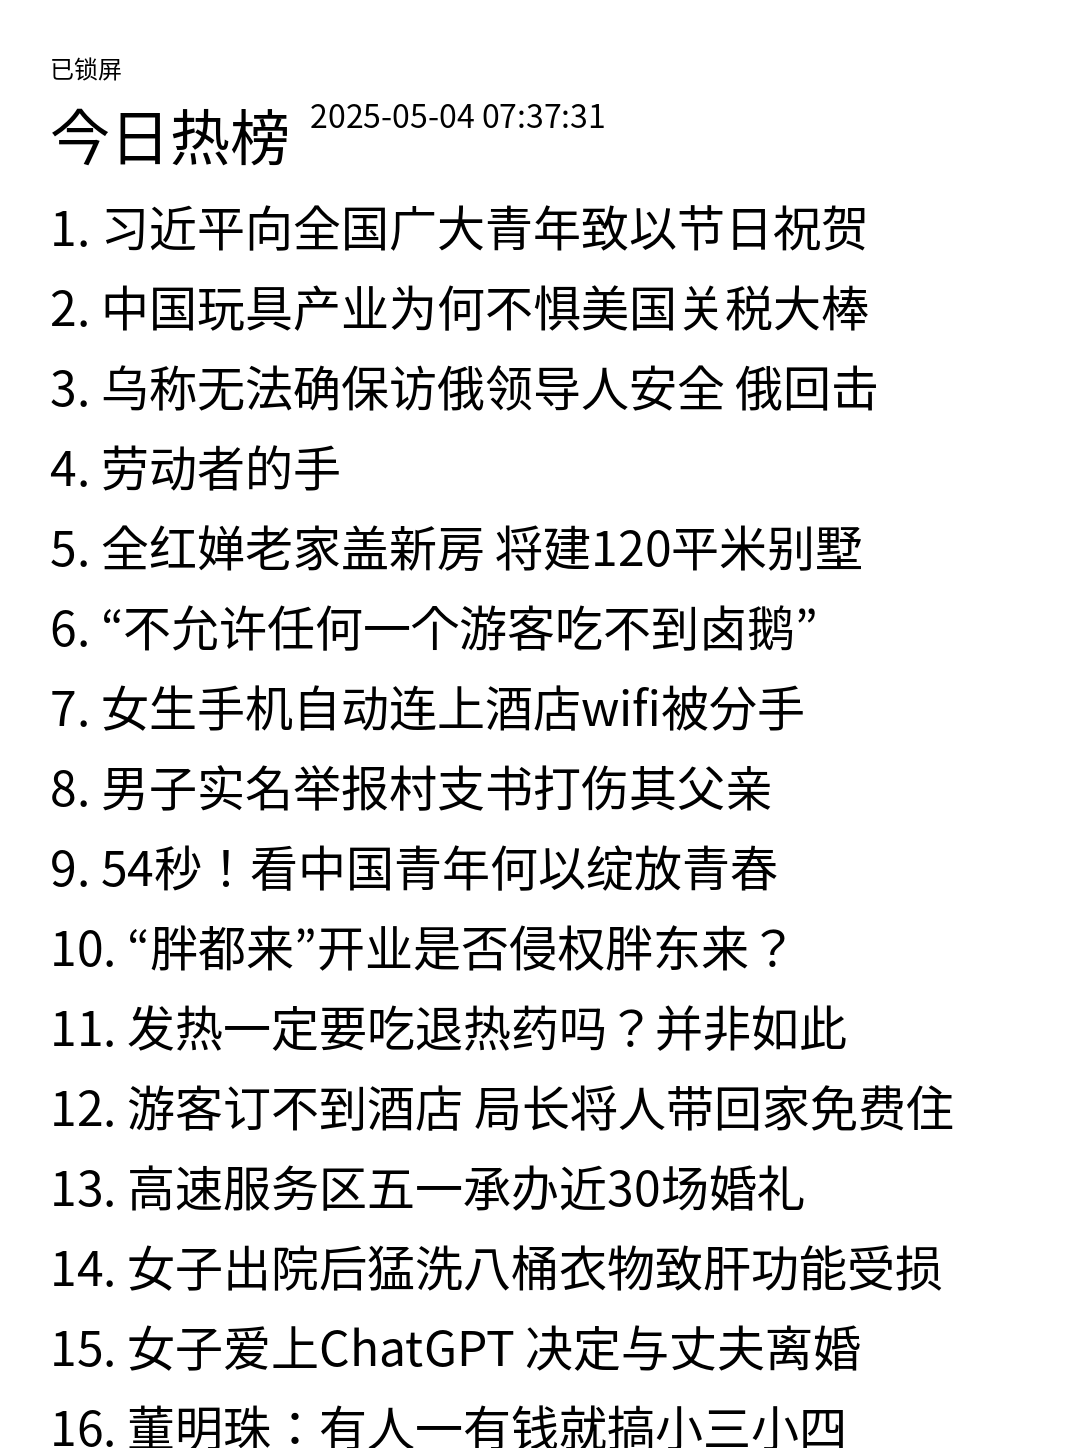 已锁屏
今日热榜 2025-05-04 07:37:31
1. 习近平向全国广大青年致以节日祝贺
2. 中国玩具产业为何不惧美国关税大棒
3. 乌称无法确保访俄领导人安全 俄回击
4. 劳动者的手
5. 全红婵老家盖新房 将建120平米别墅
6. “不允许任何一个游客吃不到卤鹅”
7. 女生手机自动连上酒店wifi被分手
8. 男子实名举报村支书打伤其父亲
9. 54秒！看中国青年何以绽放青春
10. “胖都来”开业是否侵权胖东来？
11. 发热一定要吃退热药吗？并非如此
12. 游客订不到酒店 局长将人带回家免费住
13. 高速服务区五一承办近30场婚礼
14. 女子出院后猛洗八桶衣物致肝功能受损
15. 女子爱上ChatGPT 决定与丈夫离婚
16. 董明珠：有人一有钱就搞小三小四